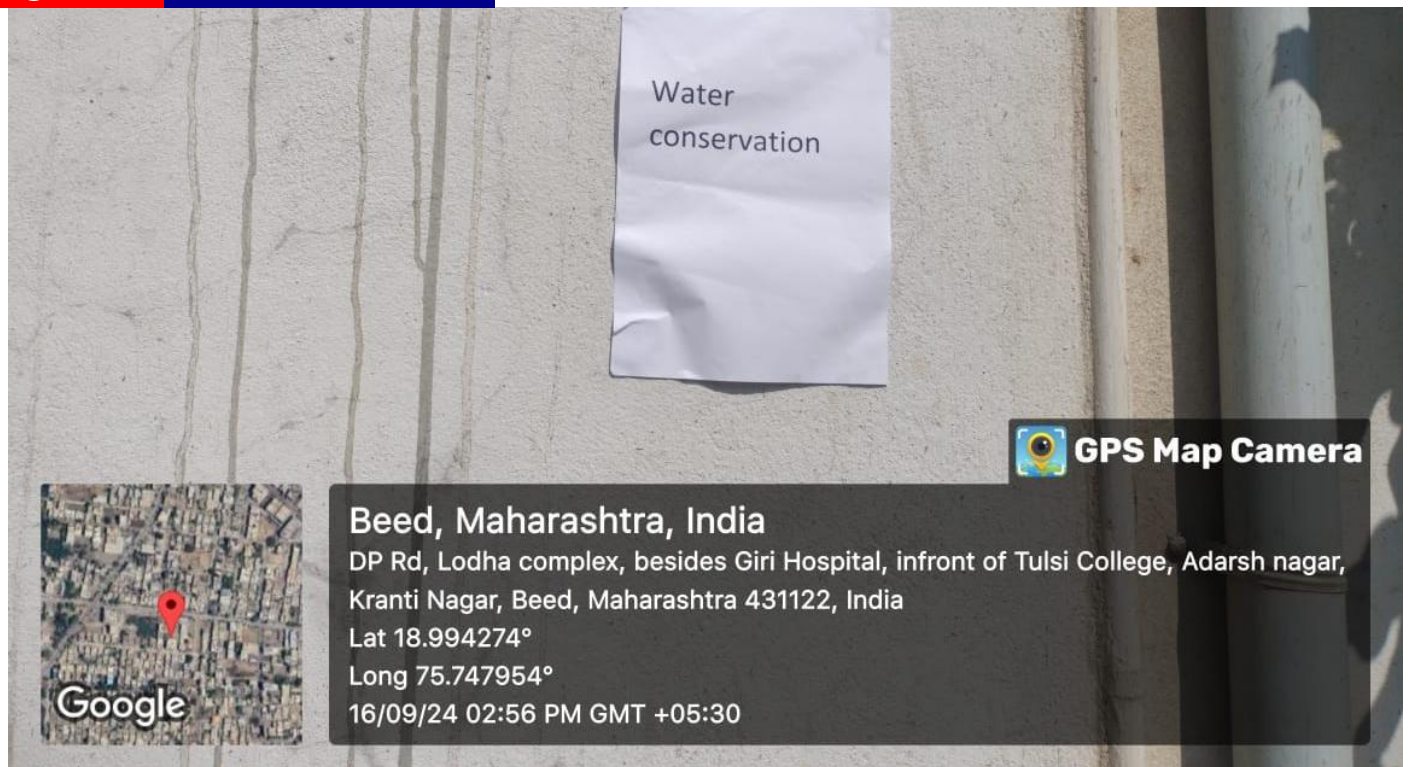 Water
conservation
GPS Map Camera
Beed, Maharashtra, India
DP Rd, Lodha complex, besides Giri Hospital, infront of Tulsi College, Adarsh nagar,
Kranti Nagar, Beed, Maharashtra 431122, India
Lat 18.994274°
Long 75.747954°
16/09/24 02:56 PM GMT +05:30
Google